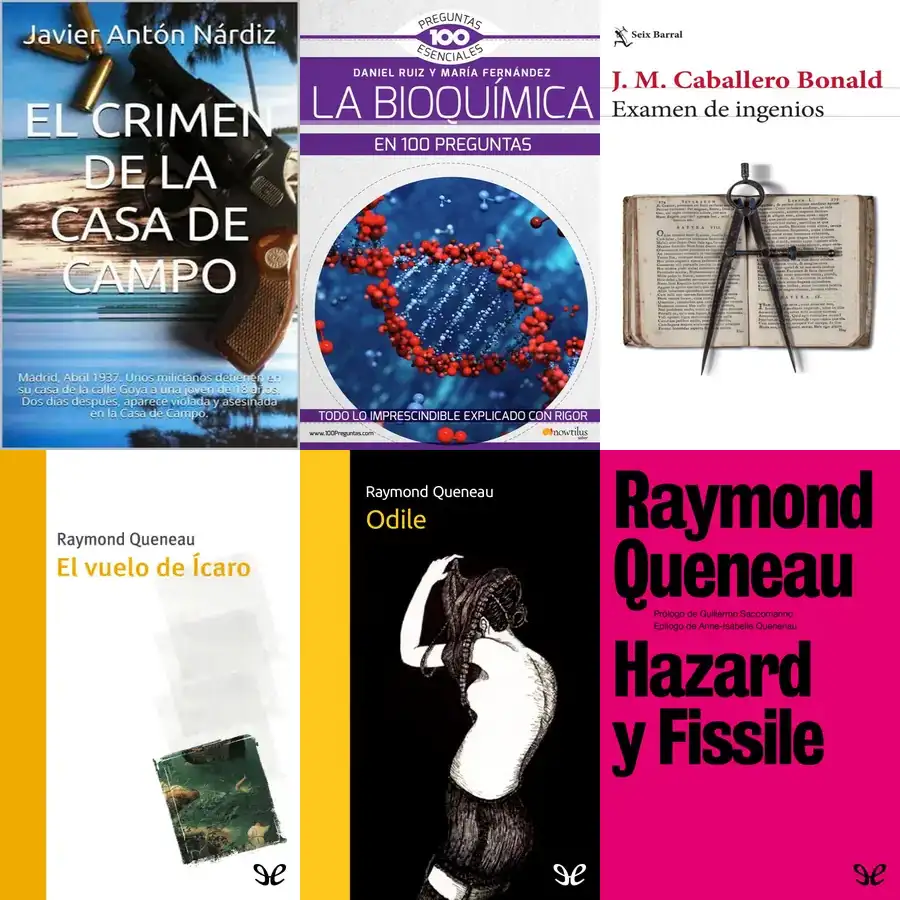 Javier Antón Nárdiz
EL CRIMEN
DE LA
CASA DE
CAMPO
Madrid, Abril 1937. Unos milicianos detienen en
su casa de la calle Goya a una joven de 18 años.
Dos días después, aparece violada y asesinada
en la Casa de Campo.
PREGUNTAS
100
ESENCIALES
DANIEL RUIZ Y MARÍA FERNÁNDEZ
LA BIOQUÍMICA
EN 100 PREGUNTAS
TODO LO IMPRESCINDIBLE EXPLICADO CON RIGOR
www.100Preguntas.com
nowtilus
saber
Seix Barral
J. M. Caballero Bonald
Examen de ingenios
Raymond Queneau
El vuelo de Ícaro
Raymond Queneau
Odile
Raymond
Queneau
Prólogo de Guillermo Saccomanno
Epílogo de Anne-Isabelle Queneau
Hazard
y Fissile